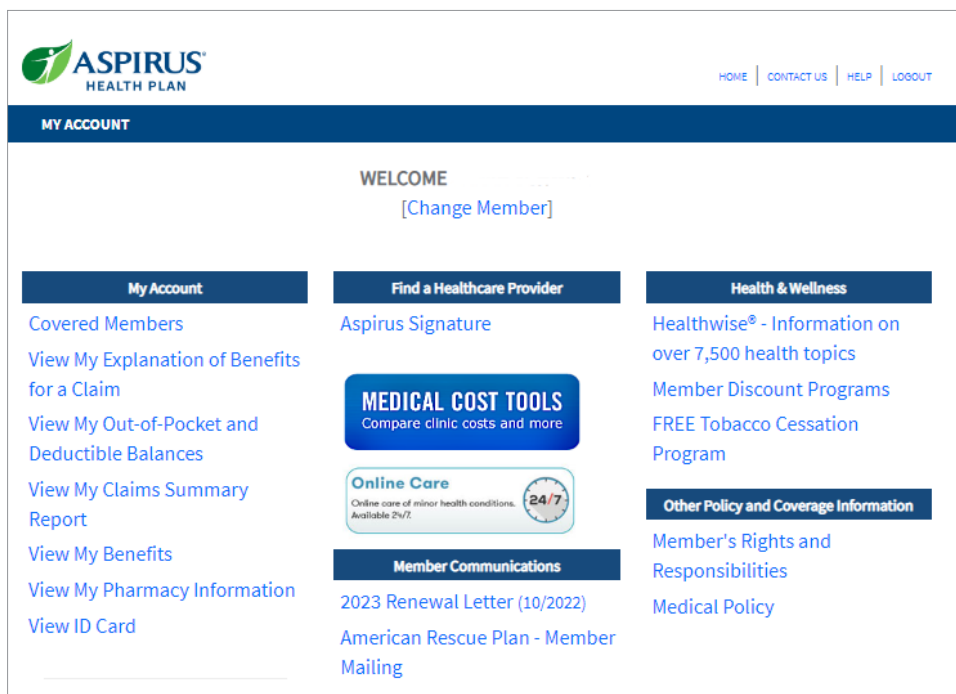 ASPIRUS®
HEALTH PLAN
HOME | CONTACT US | HELP | LOGOUT
MY ACCOUNT
WELCOME
[Change Member]
My Account
Covered Members
View My Explanation of Benefits
for a Claim
View My Out-of-Pocket and
Deductible Balances
View My Claims Summary
Report
View My Benefits
View My Pharmacy Information
View ID Card
Find a Healthcare Provider
Aspirus Signature
MEDICAL COST TOOLS
Compare clinic costs and more
Online Care
Online care of minor health conditions.
Available 24/7.
24/7
Member Communications
2023 Renewal Letter (10/2022)
American Rescue Plan - Member
Mailing
Health & Wellness
Healthwise® - Information on
over 7,500 health topics
Member Discount Programs
FREE Tobacco Cessation
Program
Other Policy and Coverage Information
Member's Rights and
Responsibilities
Medical Policy